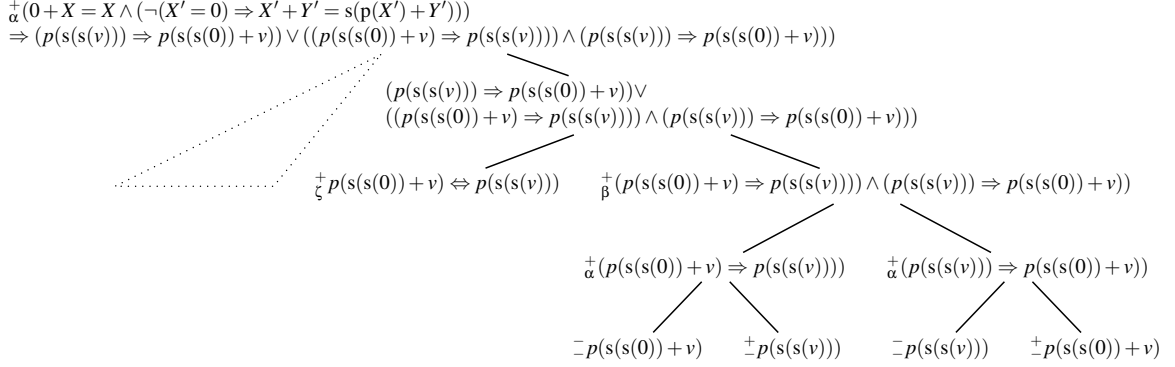 +α(0+X = X ∧ (¬(X′ = 0) ⇒ X′+Y′ = s(p(X′)+Y′)))
⇒ (p(s(s(v))) ⇒ p(s(s(0))+v)) ∨ ((p(s(s(0))+v) ⇒ p(s(s(v)))) ∧ (p(s(s(v))) ⇒ p(s(s(0))+v)))
(p(s(s(v))) ⇒ p(s(s(0))+v))∨
((p(s(s(0))+v) ⇒ p(s(s(v)))) ∧ (p(s(s(v))) ⇒ p(s(s(0))+v)))
+ζ p(s(s(0))+v) ⇔ p(s(s(v))) +β(p(s(s(0))+v) ⇒ p(s(s(v)))) ∧ (p(s(s(v))) ⇒ p(s(s(0))+v))
+α(p(s(s(0))+v) ⇒ p(s(s(v)))) +α(p(s(s(v))) ⇒ p(s(s(0))+v))
−− p(s(s(0))+v) +− p(s(s(v))) −− p(s(s(v))) +− p(s(s(0))+v)